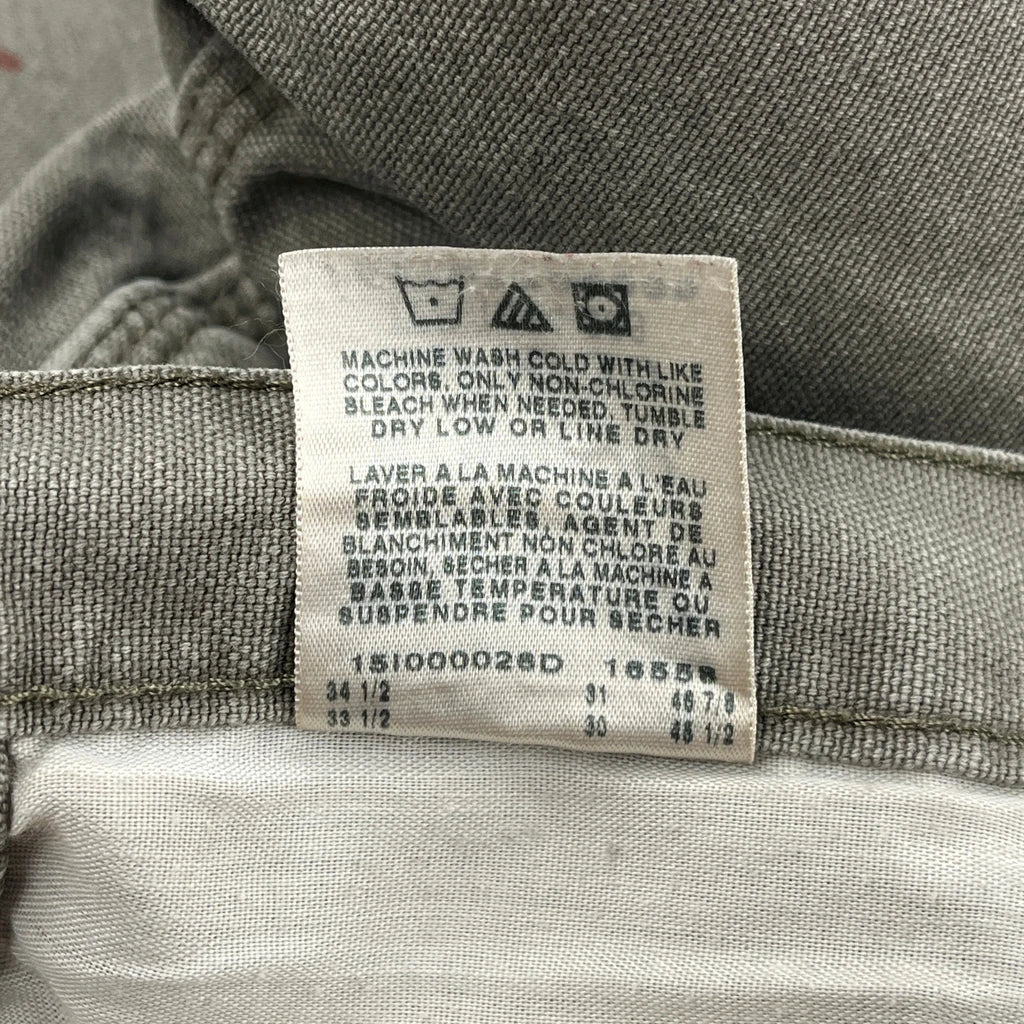 MACHINE WASH COLD WITH LIKE
COLORS, ONLY NON-CHLORINE
BLEACH WHEN NEEDED, TUMBLE
DRY LOW OR LINE DRY
LAVER A LA MACHINE A L'EAU
FROIDE AVEC COULEURS
SEMBLABLES, AGENT DE
BLANCHIMENT NON CHLORE AU
BESOIN, SECHER A LA MACHINE A
BASSE TEMPERATURE OU
SUSPENDRE POUR SECHER
15I000028D 1655R
34 1/2 31 46 7/8
33 1/2 30 45 1/2